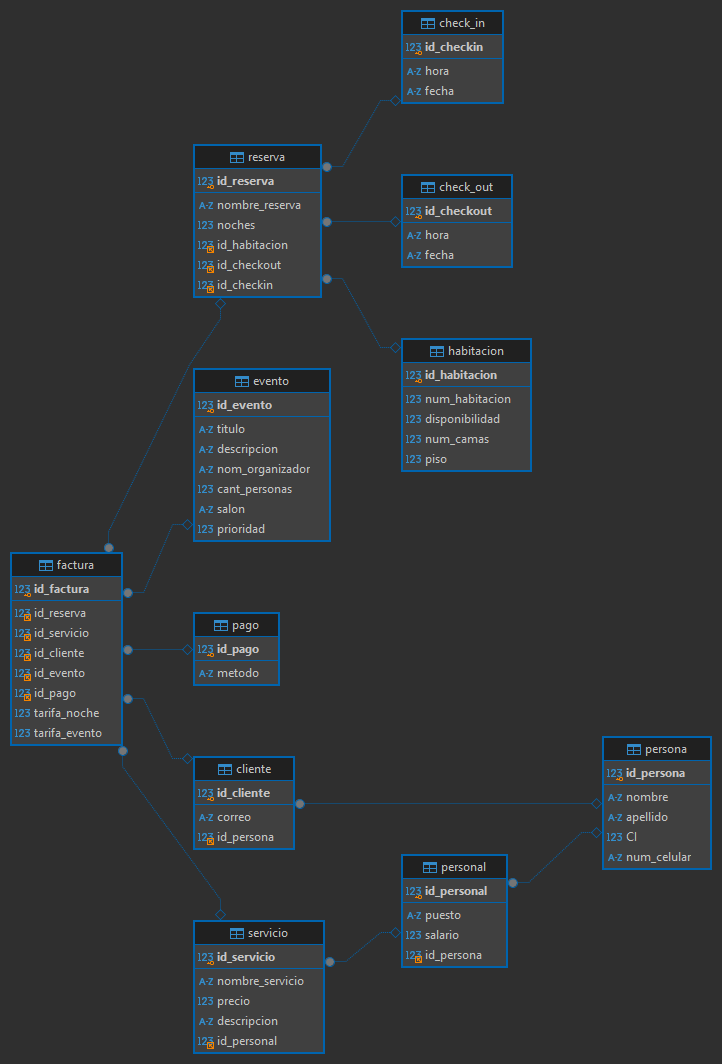 check_in
123 id_checkin
A-Z hora
A-Z fecha
reserva
123 id_reserva
A-Z nombre_reserva
123 noches
123 id_habitacion
123 id_checkout
123 id_checkin
check_out
123 id_checkout
A-Z hora
A-Z fecha
habitacion
123 id_habitacion
123 num_habitacion
123 disponibilidad
123 num_camas
123 piso
evento
123 id_evento
A-Z titulo
A-Z descripcion
A-Z nom_organizador
123 cant_personas
A-Z salon
123 prioridad
factura
123 id_factura
123 id_reserva
123 id_servicio
123 id_cliente
123 id_evento
123 id_pago
123 tarifa_noche
123 tarifa_evento
pago
123 id_pago
A-Z metodo
cliente
123 id_cliente
A-Z correo
123 id_persona
persona
123 id_persona
A-Z nombre
A-Z apellido
123 CI
A-Z num_celular
personal
123 id_personal
A-Z puesto
123 salario
123 id_persona
servicio
123 id_servicio
A-Z nombre_servicio
123 precio
A-Z descripcion
123 id_personal